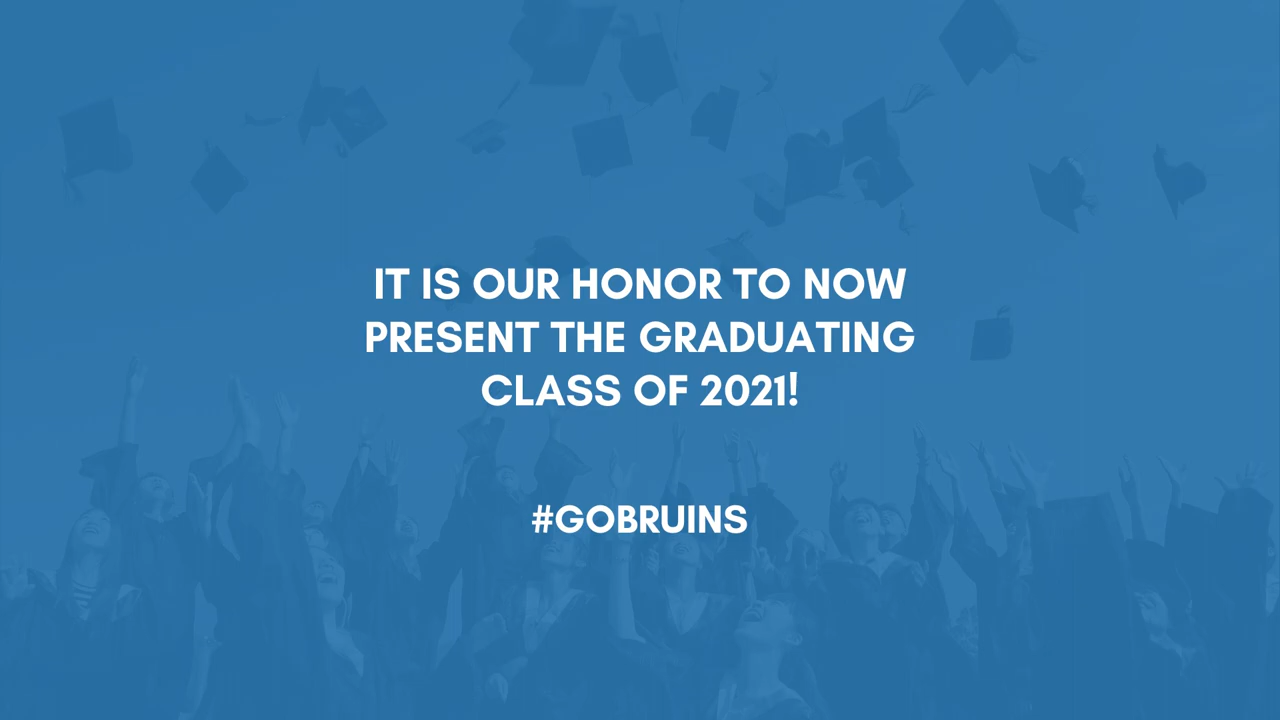 IT IS OUR HONOR TO NOW
PRESENT THE GRADUATING
CLASS OF 2021!
#GOBRUINS